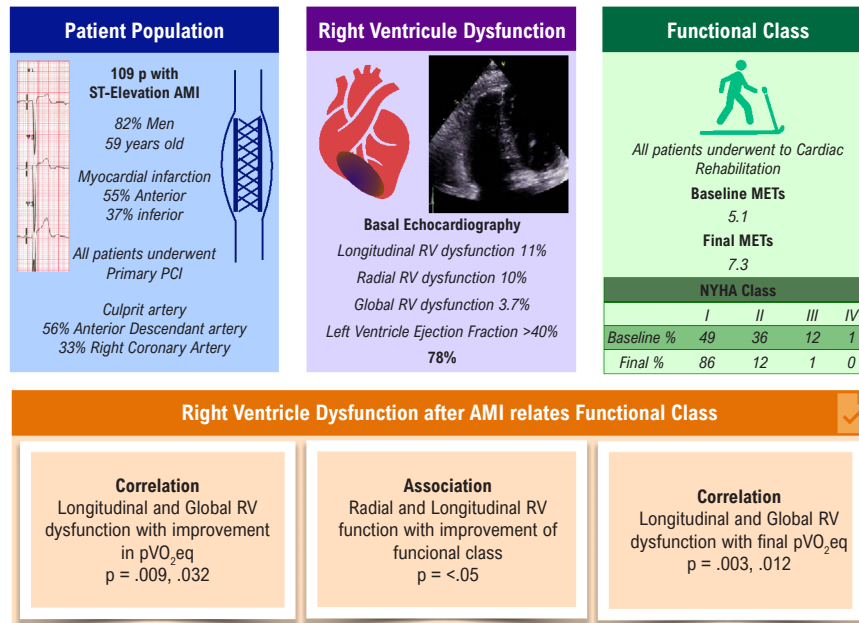 Patient Population
109 p with
ST-Elevation AMI
82% Men
59 years old
Myocardial infarction
55% Anterior
37% inferior
All patients underwent
Primary PCI
Culprit artery
56% Anterior Descendant artery
33% Right Coronary Artery
Right Ventricule Dysfunction
Basal Echocardiography
Longitudinal RV dysfunction 11%
Radial RV dysfunction 10%
Global RV dysfunction 3.7%
Left Ventricle Ejection Fraction >40%
78%
Functional Class
All patients underwent to Cardiac
Rehabilitation
Baseline METs
5.1
Final METs
7.3
NYHA Class
I II III IV
Baseline % 49 36 12 1
Final % 86 12 1 0
Right Ventricle Dysfunction after AMI relates Functional Class
Correlation
Longitudinal and Global RV
dysfunction with improvement
in pVO₂eq
p = .009, .032
Association
Radial and Longitudinal RV
function with improvement of
funcional class
p = <.05
Correlation
Longitudinal and Global RV
dysfunction with final pVO₂eq
p = .003, .012